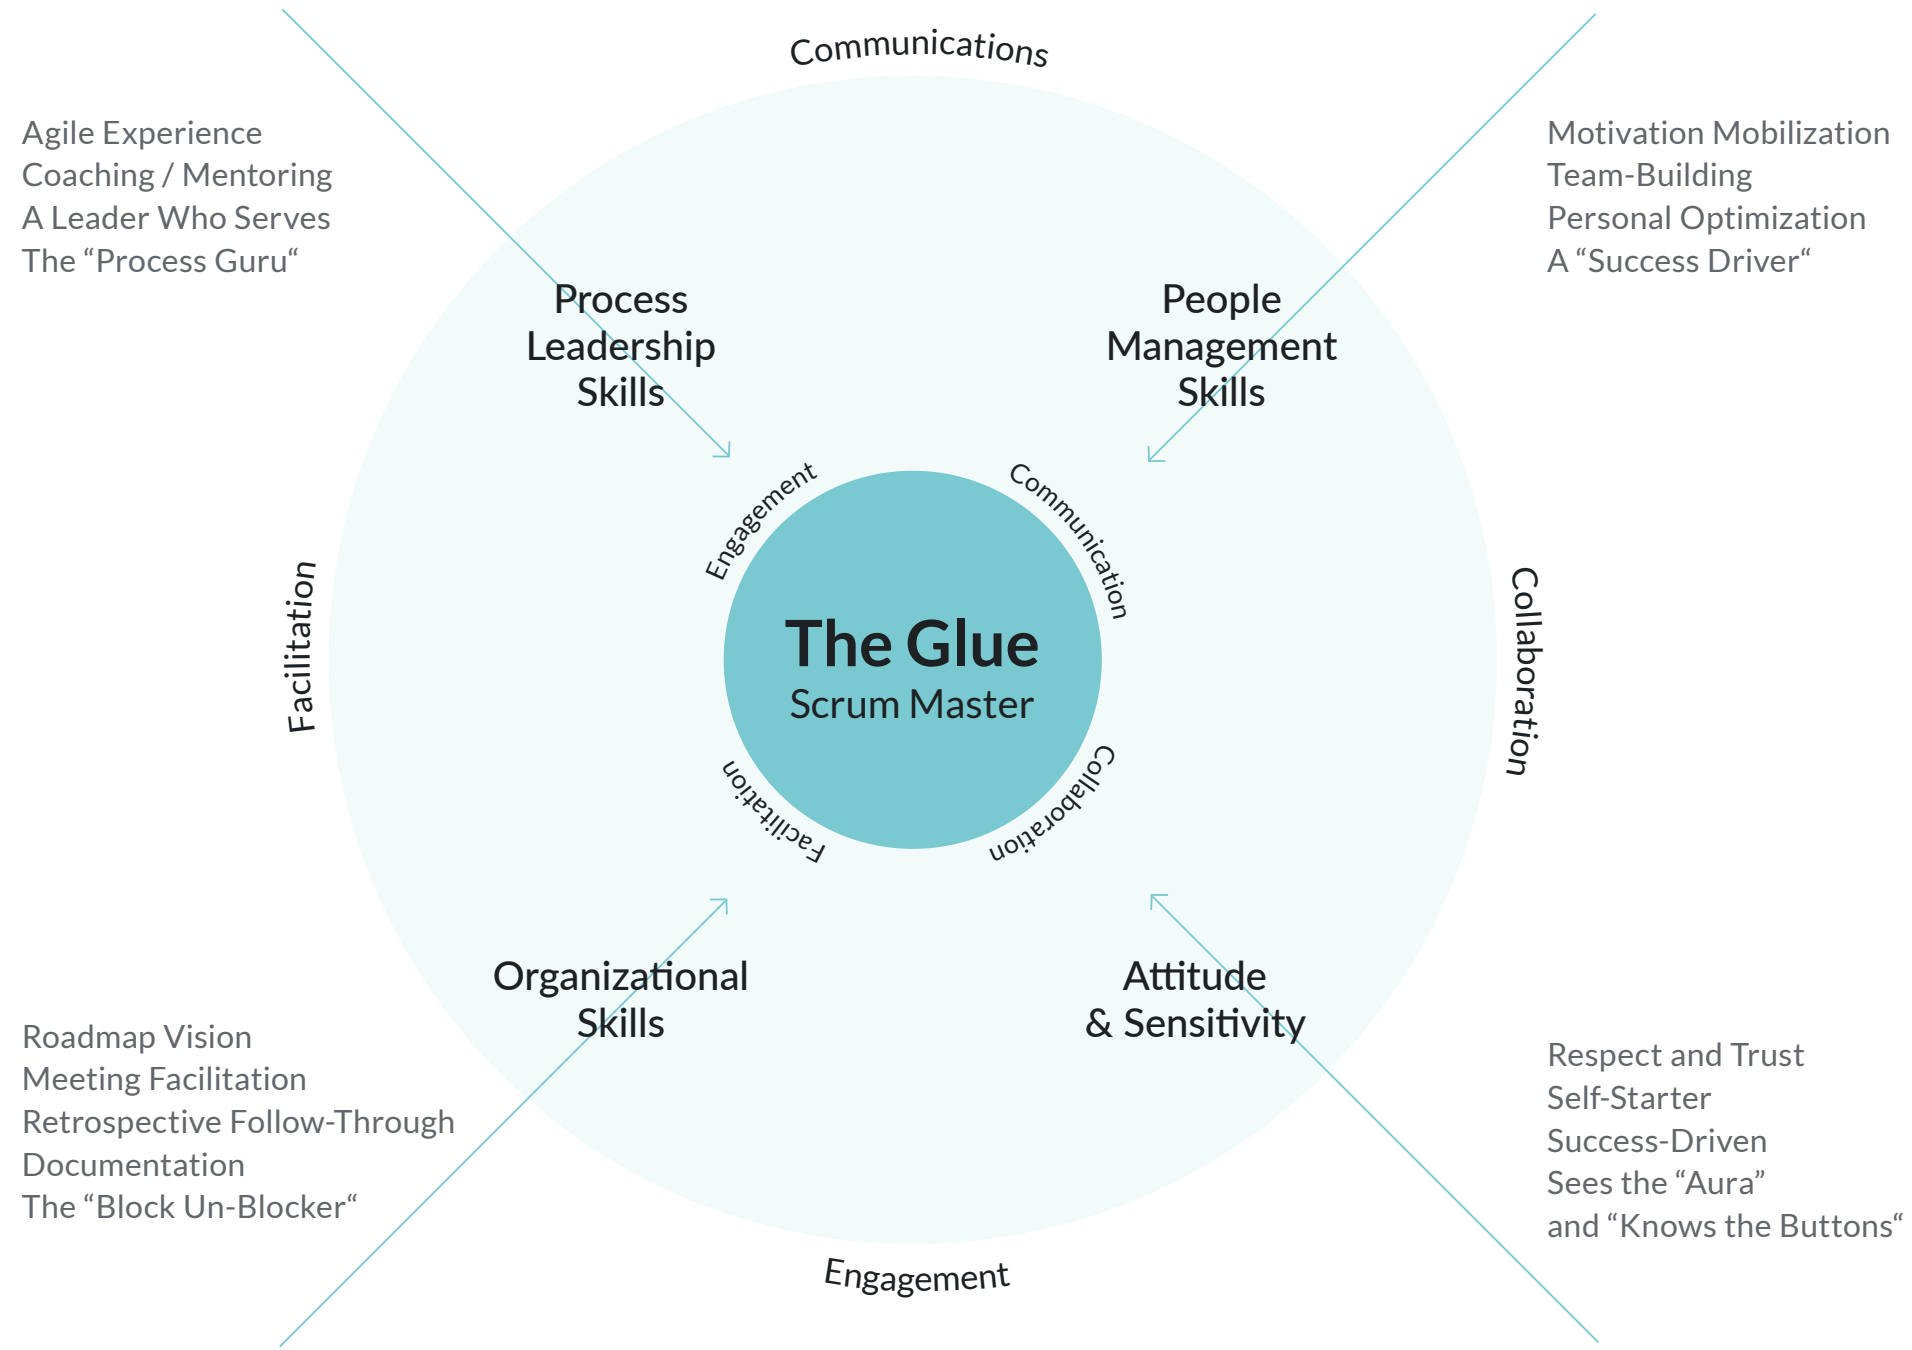 Communications
Agile Experience
Coaching / Mentoring
A Leader Who Serves
The “Process Guru“
Motivation Mobilization
Team-Building
Personal Optimization
A “Success Driver“
Process
Leadership
Skills
People
Management
Skills
Engagement
Communication
Facilitation
The Glue
Scrum Master
Collaboration
Facilitation
Collaboration
Organizational
Skills
Attitude
& Sensitivity
Roadmap Vision
Meeting Facilitation
Retrospective Follow-Through
Documentation
The “Block Un-Blocker“
Respect and Trust
Self-Starter
Success-Driven
Sees the “Aura”
and “Knows the Buttons“
Engagement